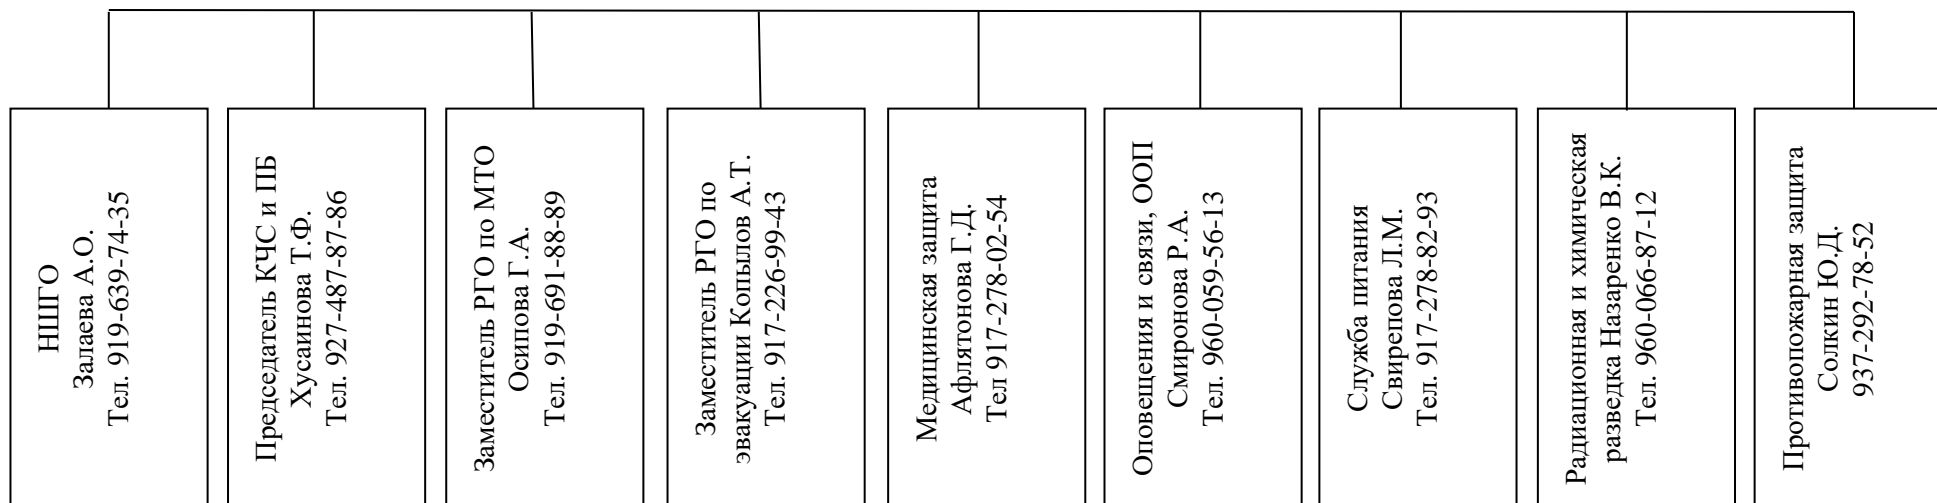 НШГО
Залаева А.О.
Тел. 919-639-74-35
Председатель КЧС и ПБ
Хусаинова Т.Ф.
Тел. 927-487-87-86
Заместитель РГО по МТО
Осипова Г.А.
Тел. 919-691-88-89
Заместитель РГО по
эвакуации Копылов А.Т.
Тел. 917-226-99-43
Медицинская защита
Афлятонова Г.Д.
Тел 917-278-02-54
Оповещения и связи, ООП
Смиронова Р.А.
Тел. 960-059-56-13
Служба питания
Свирепова Л.М.
Тел. 917-278-82-93
Радиационная и химическая
разведка Назаренко В.К.
Тел. 960-066-87-12
Противопожарная защита
Солкин Ю.Д.
937-292-78-52